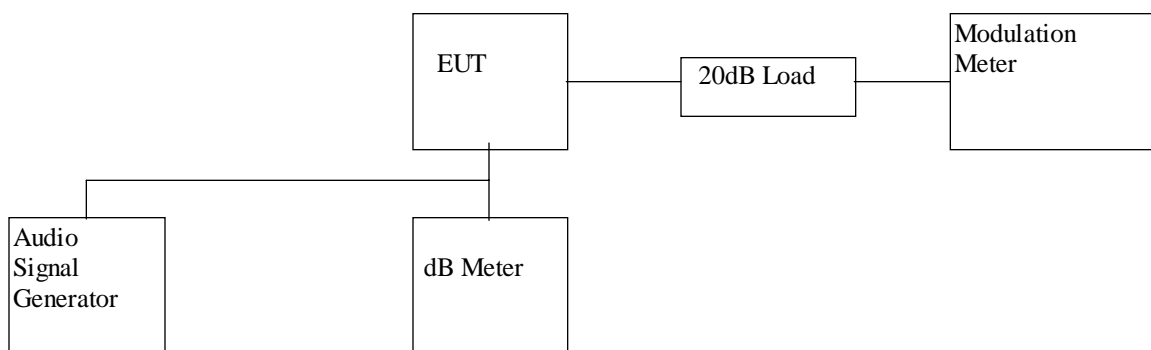 EUT
20dB Load
Modulation
Meter
Audio
Signal
Generator
dB Meter